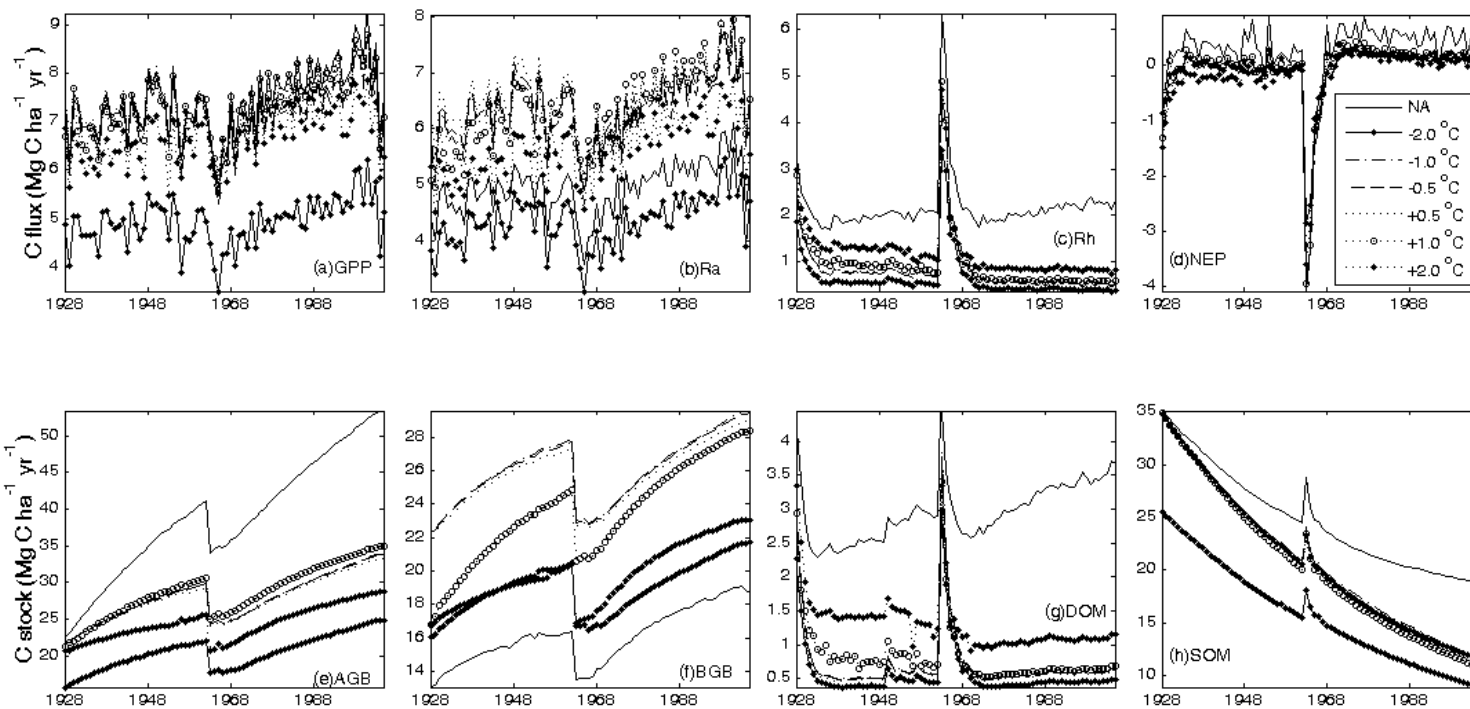 C flux (Mg C ha⁻¹ yr⁻¹)
9
8
7
6
5
4
(a)GPP
1928 1948 1968 1988
8
7
6
5
4
(b)Ra
1928 1948 1968 1988
6
5
4
3
2
1
(c)Rh
1928 1948 1968 1988
0
-1
-2
-3
-4
(d)NEP
NA
-2.0 °C
-1.0 °C
-0.5 °C
+0.5 °C
+1.0 °C
+2.0 °C
1928 1948 1968 1988
C stock (Mg C ha⁻¹ yr⁻¹)
50
45
40
35
30
25
20
(e)AGB
1928 1948 1968 1988
28
26
24
22
20
18
16
14
(f)BGB
1928 1948 1968 1988
4
3.5
3
2.5
2
1.5
1
0.5
(g)DOM
1928 1948 1968 1988
35
30
25
20
15
10
(h)SOM
1928 1948 1968 1988